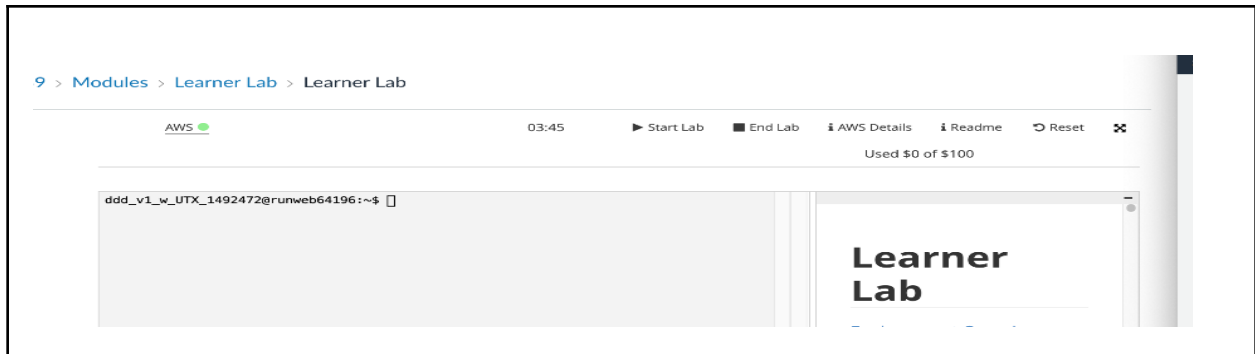 9 > Modules > Learner Lab > Learner Lab
AWS 03:45 Start Lab End Lab AWS Details Readme Reset
Used $0 of $100
ddd_v1_w_UTX_1492472@runweb64196:~$
Learner
Lab